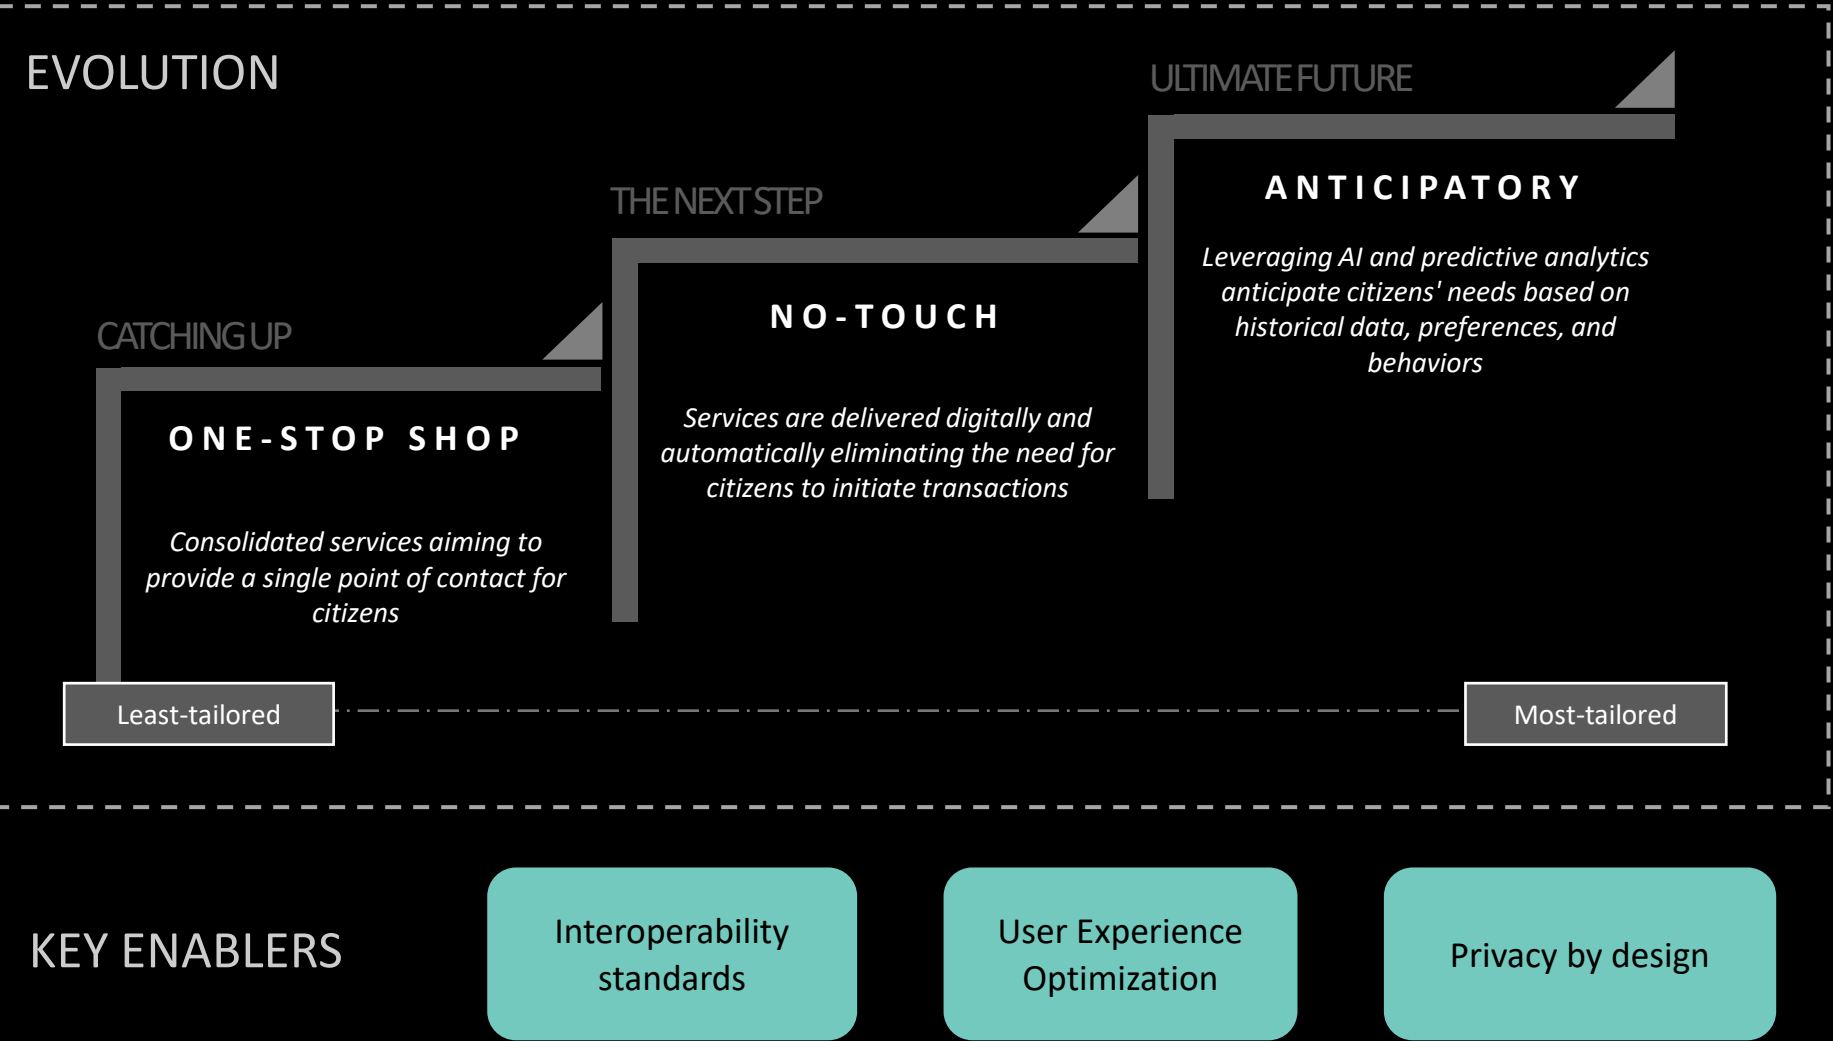 EVOLUTION
CATCHING UP
ONE-STOP SHOP
Consolidated services aiming to
provide a single point of contact for
citizens
THE NEXT STEP
NO-TOUCH
Services are delivered digitally and
automatically eliminating the need for
citizens to initiate transactions
ULTIMATE FUTURE
ANTICIPATORY
Leveraging AI and predictive analytics
anticipate citizens' needs based on
historical data, preferences, and
behaviors
Least-tailored
Most-tailored
KEY ENABLERS
Interoperability
standards
User Experience
Optimization
Privacy by design